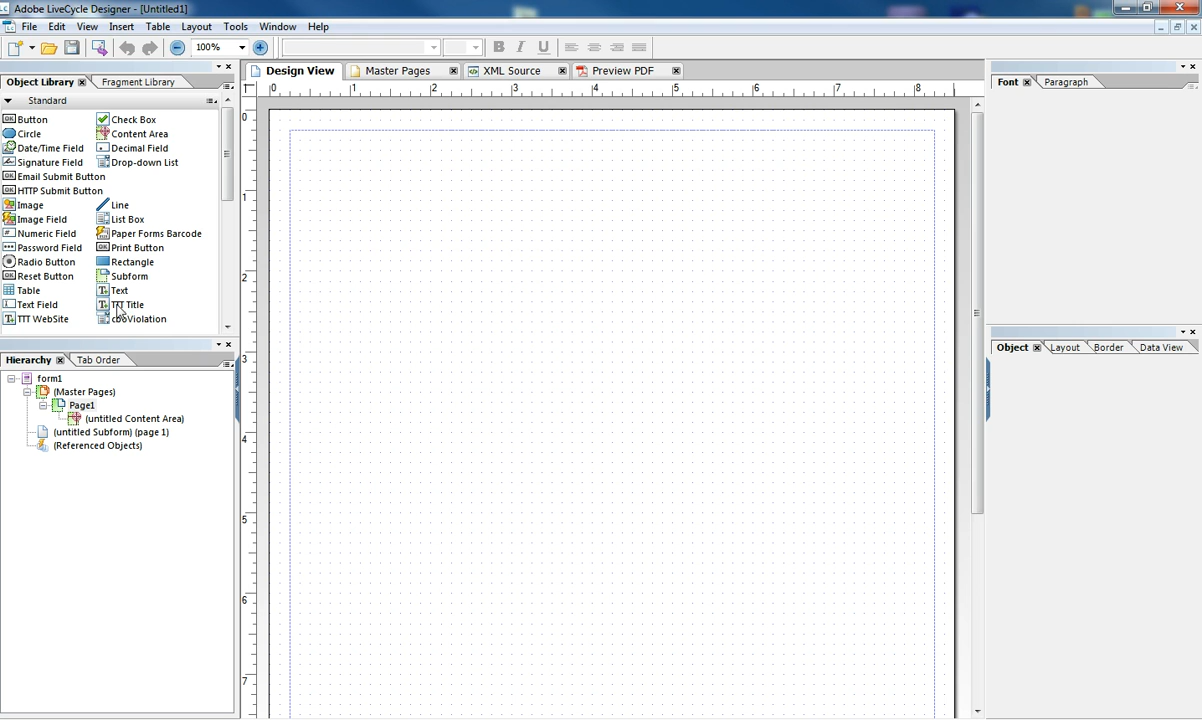 Adobe LiveCycle Designer - [Untitled1]
File Edit View Insert Table Layout Tools Window Help
100%
B I U
Object Library Fragment Library
Design View Master Pages XML Source Preview PDF
Font Paragraph
Standard
0 1 2 3 4 5 6 7 8
Button Check Box
Circle Content Area
Date/Time Field Decimal Field
Signature Field Drop-down List
Email Submit Button
HTTP Submit Button
Image Line
Image Field List Box
Numeric Field Paper Forms Barcode
Password Field Print Button
Radio Button Rectangle
Reset Button Subform
Table Text
Text Field TTT Title
TTT WebSite cboViolation
Hierarchy Tab Order
form1
(Master Pages)
Page1
(untitled Content Area)
(untitled Subform) (page 1)
(Referenced Objects)
0
1
2
3
4
5
6
7
Object Layout Border Data View